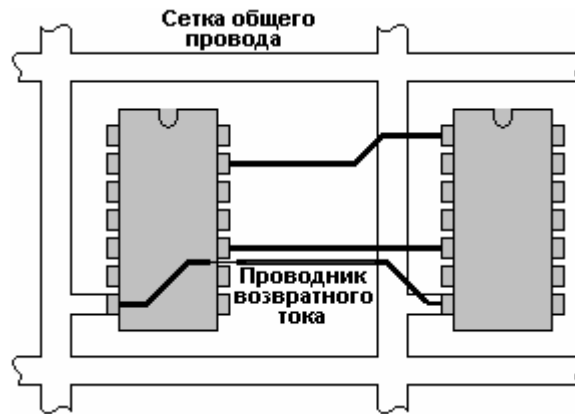 Сетка общего
провода
Проводник
возвратного
тока